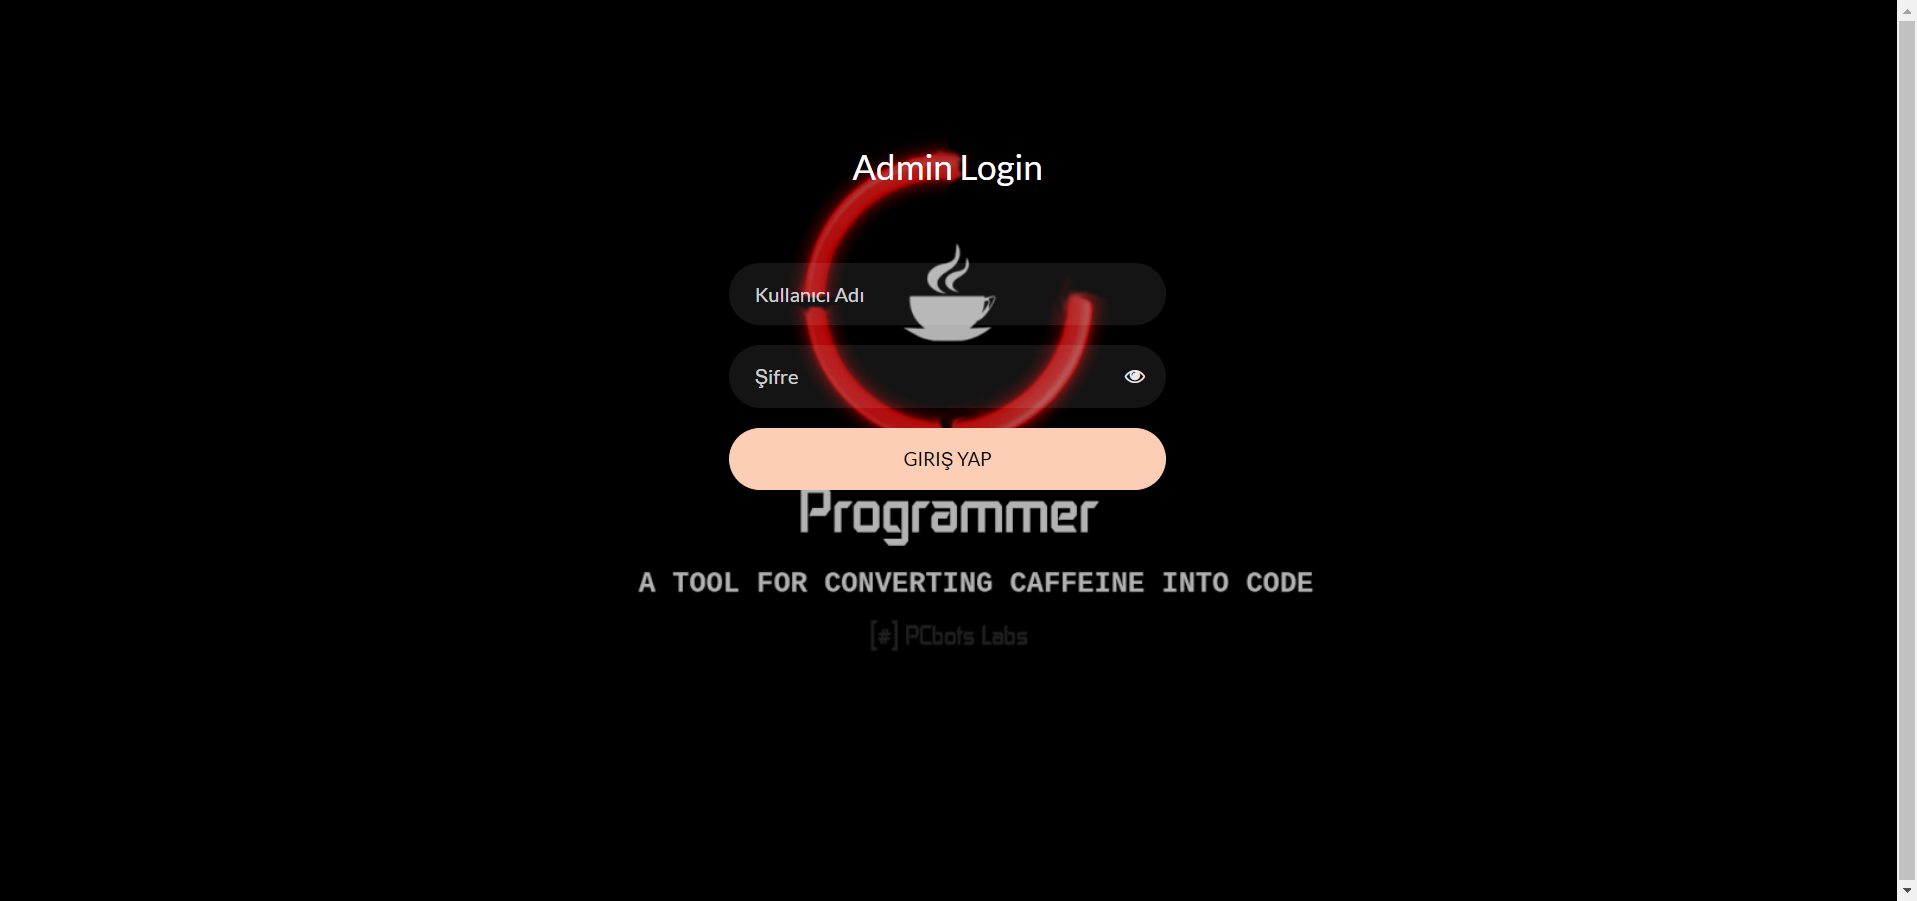 Admin Login
Kullanıcı Adı
Şifre
GIRIŞ YAP
Programmer
A TOOL FOR CONVERTING CAFFEINE INTO CODE
[#] PCbots Labs